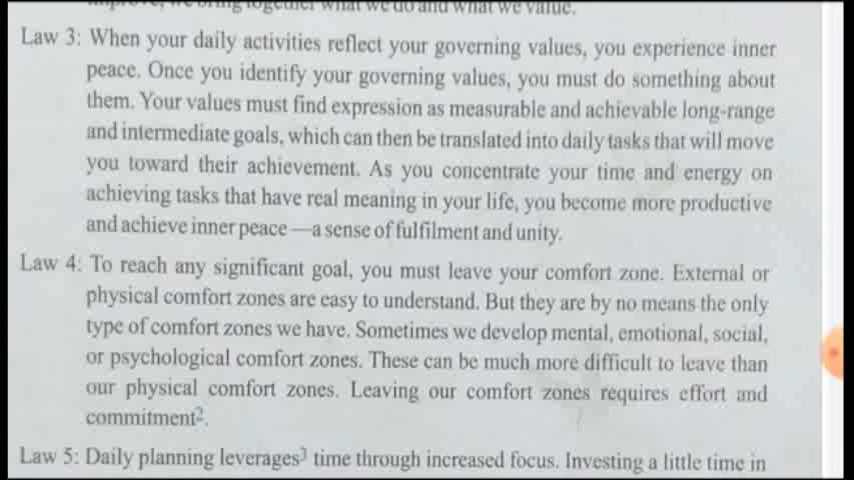 improve, we bring together what we do and what we value.
Law 3: When your daily activities reflect your governing values, you experience inner
peace. Once you identify your governing values, you must do something about
them. Your values must find expression as measurable and achievable long-range
and intermediate goals, which can then be translated into daily tasks that will move
you toward their achievement. As you concentrate your time and energy on
achieving tasks that have real meaning in your life, you become more productive
and achieve inner peace—a sense of fulfilment and unity.
Law 4: To reach any significant goal, you must leave your comfort zone. External or
physical comfort zones are easy to understand. But they are by no means the only
type of comfort zones we have. Sometimes we develop mental, emotional, social,
or psychological comfort zones. These can be much more difficult to leave than
our physical comfort zones. Leaving our comfort zones requires effort and
commitment².
Law 5: Daily planning leverages³ time through increased focus. Investing a little time in